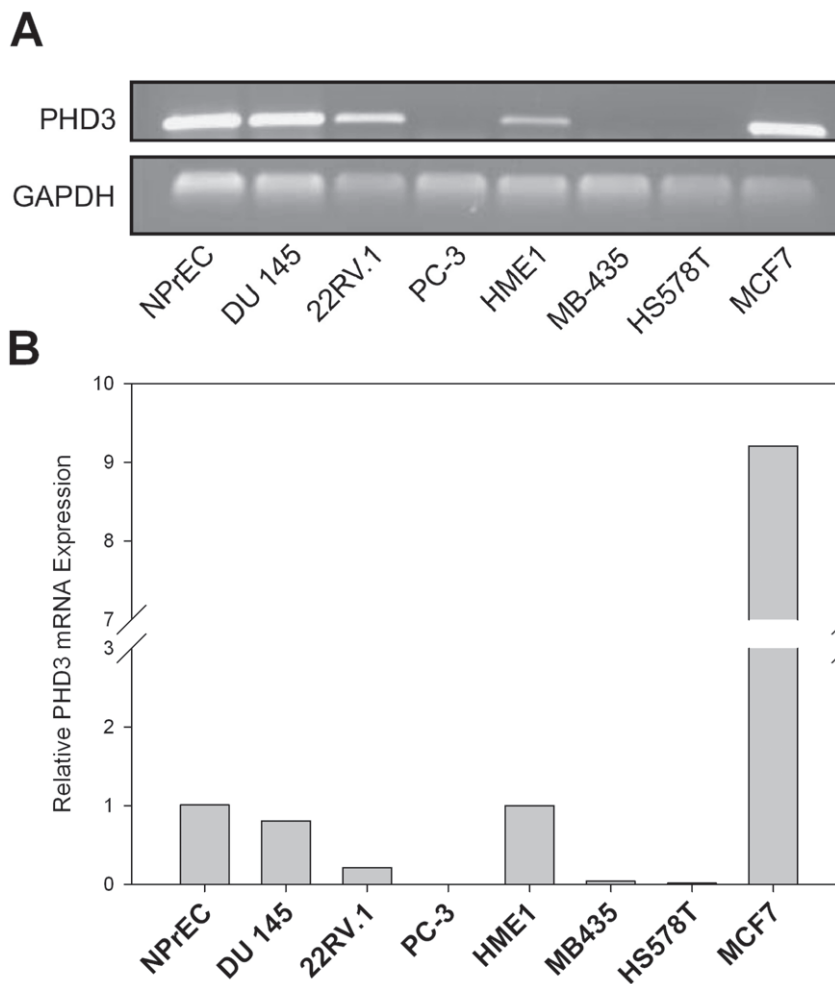 A
PHD3
GAPDH
NPrEC
DU 145
22RV.1
PC-3
HME1
MB-435
HS578T
MCF7
B
Relative PHD3 mRNA Expression
10
9
8
7
3
2
1
0
NPrEC
DU 145
22RV.1
PC-3
HME1
MB435
HS578T
MCF7